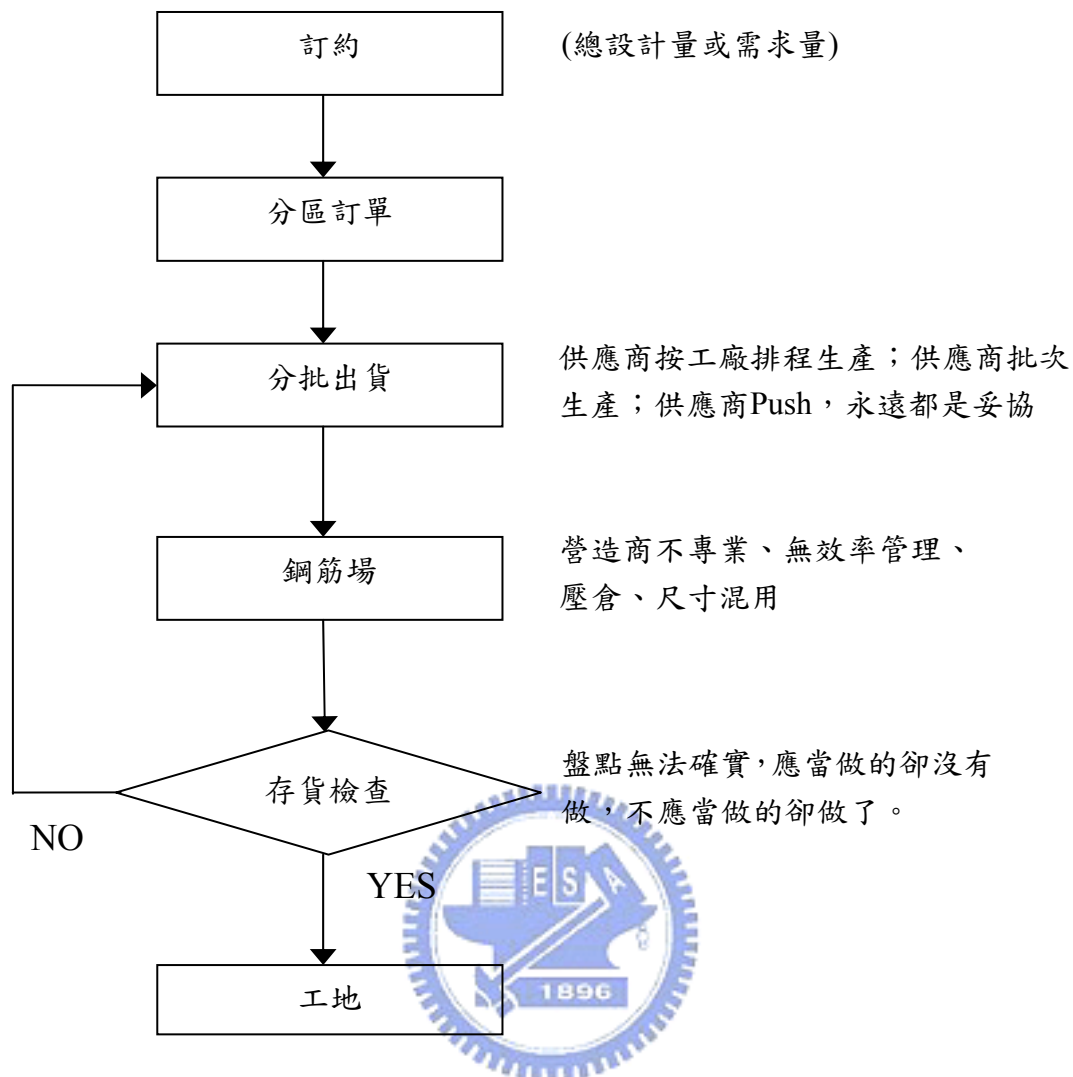 訂約
(總設計量或需求量)
分區訂單
分批出貨
供應商按工廠排程生產；供應商批次
生產；供應商Push，永遠都是妥協
鋼筋場
營造商不專業、無效率管理、
壓倉、尺寸混用
存貨檢查
盤點無法確實，應當做的卻沒有
做，不應當做的卻做了。
NO
YES
E S A
工地
1896